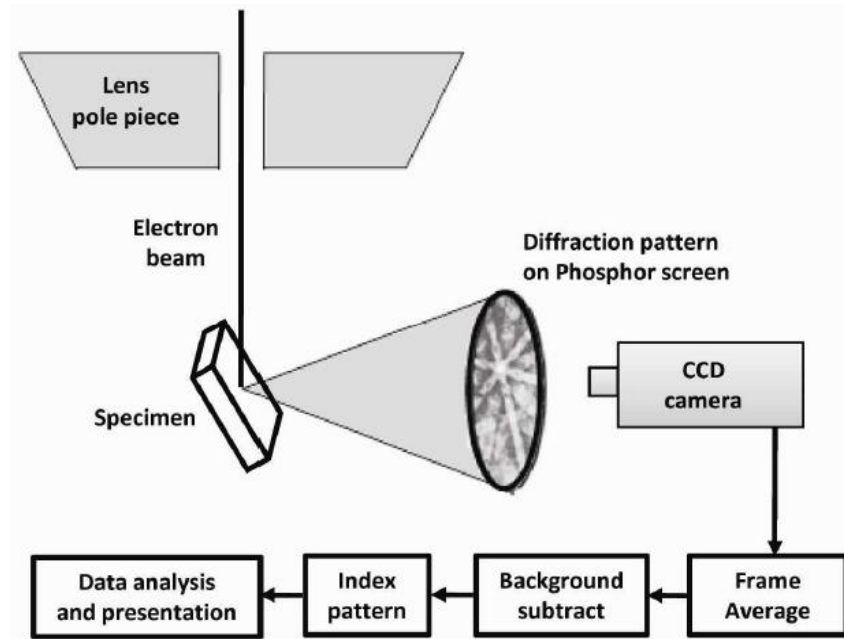 Lens
pole piece
Electron
beam
Diffraction pattern
on Phosphor screen
CCD
camera
Specimen
Data analysis
and presentation
Index
pattern
Background
subtract
Frame
Average